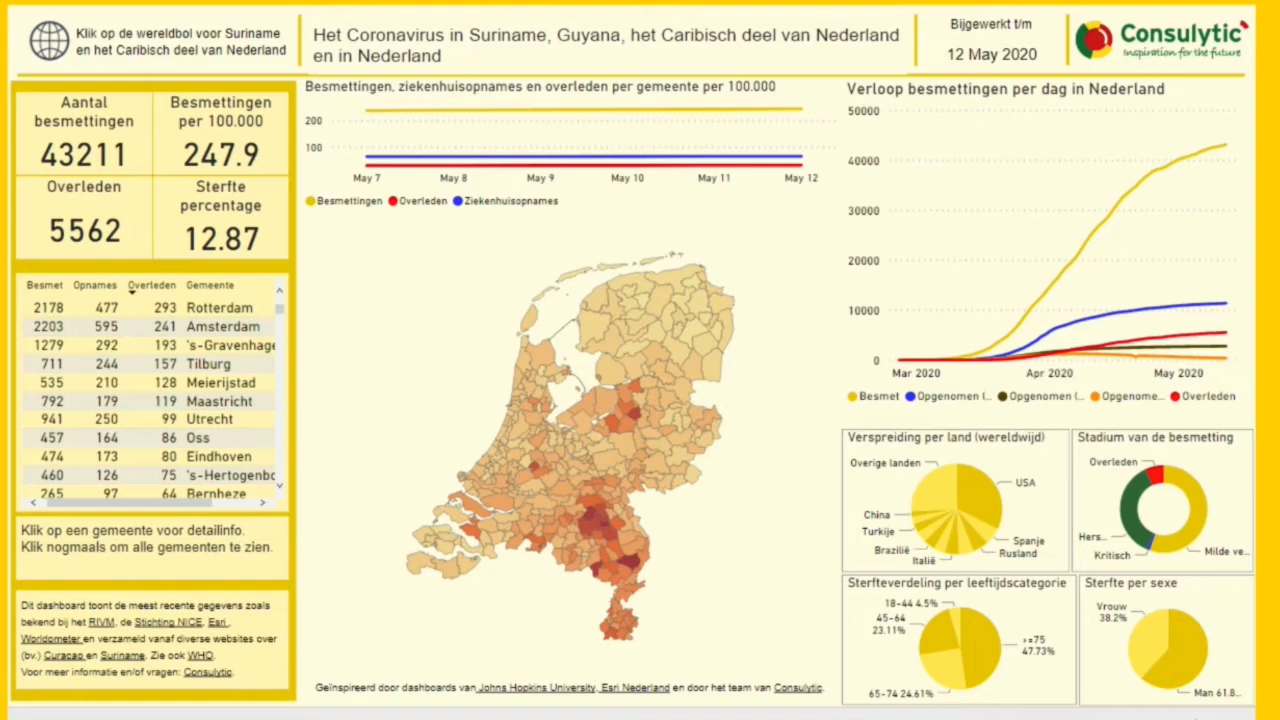 Klik op de wereldbol voor Suriname
en het Caribisch deel van Nederland
Het Coronavirus in Suriname, Guyana, het Caribisch deel van Nederland
en in Nederland
Bijgewerkt t/m
12 May 2020
Consulytic
Inspiration for the future
Aantal
besmettingen
43211
Besmettingen
per 100.000
247.9
Overleden
5562
Sterfte
percentage
12.87
Besmet Opnames Overleden Gemeente
2178 477 293 Rotterdam
2203 595 241 Amsterdam
1279 292 193 's-Gravenhage
711 244 157 Tilburg
535 210 128 Meierijstad
792 179 119 Maastricht
941 250 99 Utrecht
457 164 86 Oss
474 173 80 Eindhoven
460 126 75 's-Hertogenbo
265 97 64 Bernheze
Klik op een gemeente voor detailinfo.
Klik nogmaals om alle gemeenten te zien.
Dit dashboard toont de meest recente gegevens zoals
bekend bij het RIVM, de Stichting NICE, Esri,
Worldometer en verzameld vanaf diverse websites over
(bv.) Curacao en Suriname. Zie ook WHO.
Voor meer informatie en/of vragen: Consulytic.
Besmettingen, ziekenhuisopnames en overleden per gemeente per 100.000
200
100
May 7 May 8 May 9 May 10 May 11 May 12
Besmettingen Overleden Ziekenhuisopnames
Geïnspireerd door dashboards van Johns Hopkins University, Esri Nederland en door het team van Consulytic.
Verloop besmettingen per dag in Nederland
50000
40000
30000
20000
10000
0
Mar 2020 Apr 2020 May 2020
Besmet Opgenomen (... Opgenomen (... Opgenome... Overleden
Verspreiding per land (wereldwijd)
Overige landen
USA
China
Turkije
Brazilië
Italië
Spanje
Rusland
Stadium van de besmetting
Overleden
Hers...
Kritisch
Milde ve...
Sterfteverdeling per leeftijdscategorie
18-44 4.5%
45-64
23.11%
>=75
47.73%
65-74 24.61%
Sterfte per sexe
Vrouw
38.2%
Man 61.8...